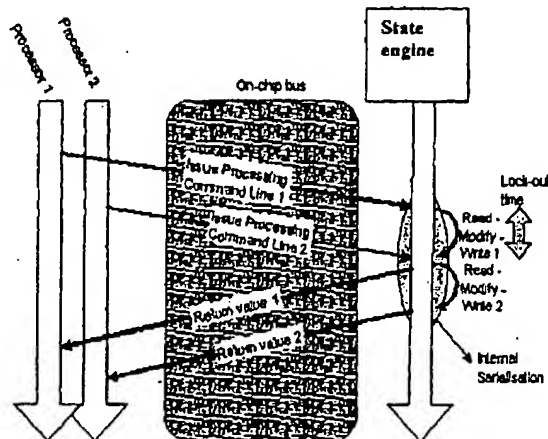 Processor 1
Processor 2
On-chip bus
State
engine
Issue Processing
Command Line 1
Issue Processing
Command Line 2
Return value 1
Return value 2
Lock-out
time
Read -
Modify -
Write 1
Read -
Modify -
Write 2
Internal
Serialisation